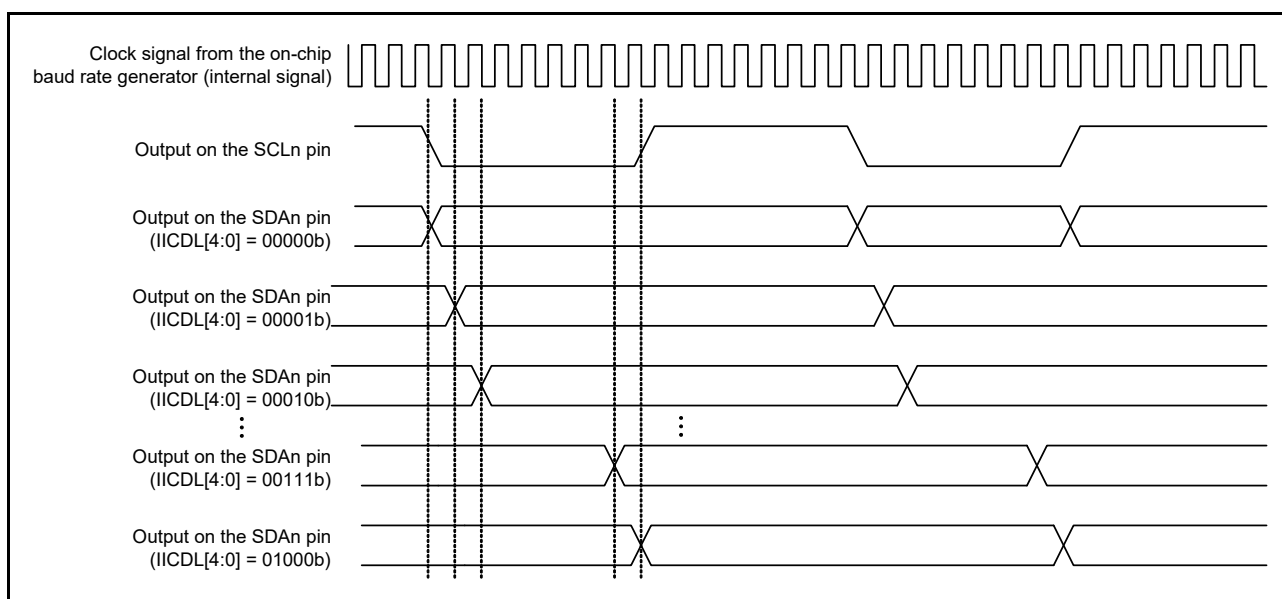 Clock signal from the on-chip
baud rate generator (internal signal)
Output on the SCLn pin
Output on the SDAn pin
(IICDL[4:0] = 00000b)
Output on the SDAn pin
(IICDL[4:0] = 00001b)
Output on the SDAn pin
(IICDL[4:0] = 00010b)
Output on the SDAn pin
(IICDL[4:0] = 00111b)
Output on the SDAn pin
(IICDL[4:0] = 01000b)